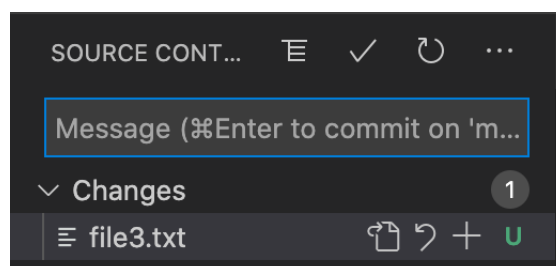 SOURCE CONT...
Message (⌘Enter to commit on 'm...
Changes 1
file3.txt U